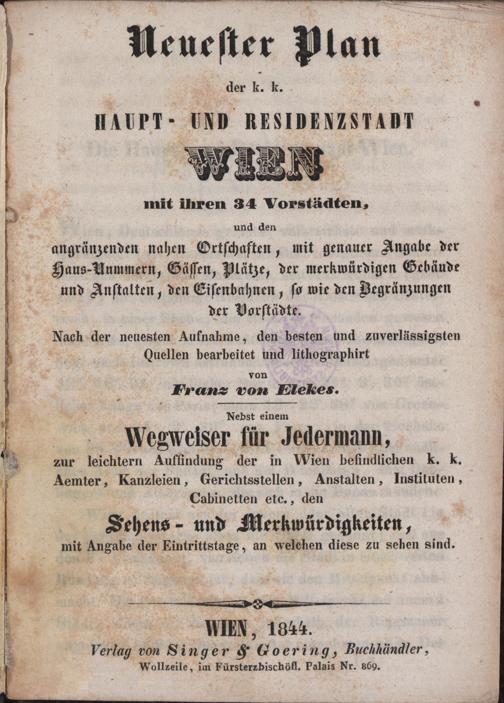 Neuester Plan
der k. k.
HAUPT- UND RESIDENZSTADT
WIEN
mit ihren 34 Vorstädten,
und den
angränzenden nahen Ortschaften, mit genauer Angabe der
Haus-Nummern, Gässen, Plätze, der merkwürdigen Gebäude
und Anstalten, den Eisenbahnen, so wie den Begränzungen
der Vorstädte.
Nach der neuesten Aufnahme, den besten und zuverlässigsten
Quellen bearbeitet und lithographirt
von
Franz von Elekes.
Nebst einem
Wegweiser für Jedermann,
zur leichtern Auffindung der in Wien befindlichen k. k.
Aemter, Kanzleien, Gerichtsstellen, Anstalten, Instituten,
Cabinetten etc., den
Sehens- und Merkwürdigkeiten,
mit Angabe der Eintrittstage, an welchen diese zu sehen sind.
WIEN, 1844.
Verlag von Singer & Goering, Buchhändler,
Wollzeile, im Fürsterzbischöfl. Palais Nr. 869.